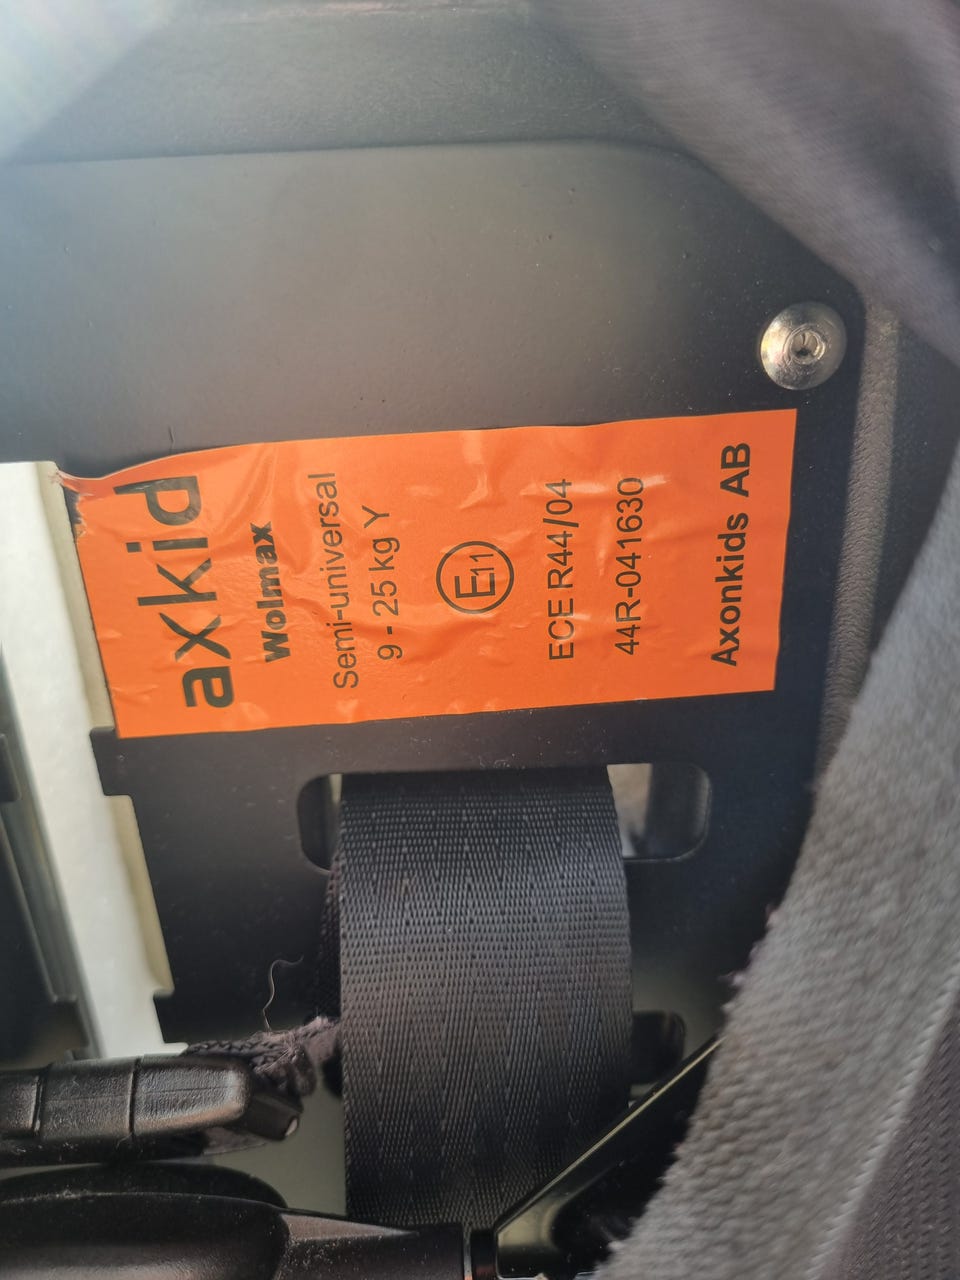 axkid
Wolmax
Semi-universal
9 - 25 kg Y
E11
ECE R44/04
44R-041630
Axonkids AB